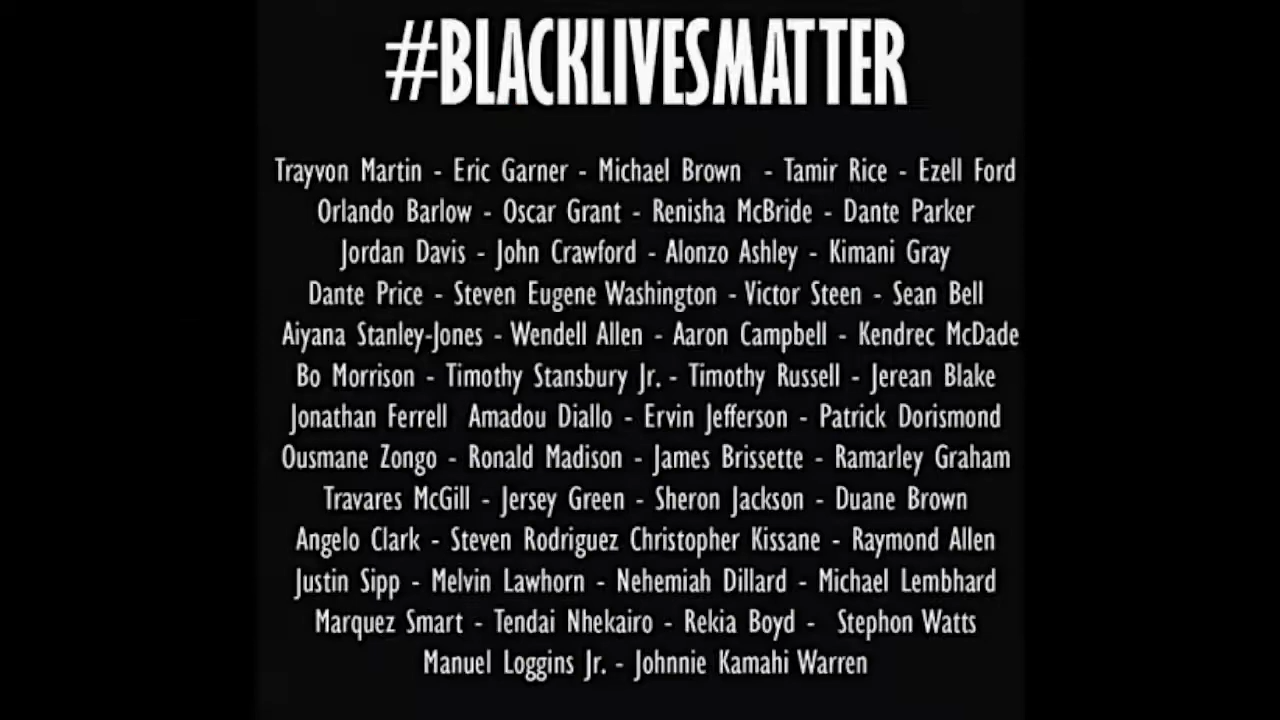 #BLACKLIVESMATTER
Trayvon Martin - Eric Garner - Michael Brown - Tamir Rice - Ezell Ford
Orlando Barlow - Oscar Grant - Renisha McBride - Dante Parker
Jordan Davis - John Crawford - Alonzo Ashley - Kimani Gray
Dante Price - Steven Eugene Washington - Victor Steen - Sean Bell
Aiyana Stanley-Jones - Wendell Allen - Aaron Campbell - Kendrec McDade
Bo Morrison - Timothy Stansbury Jr. - Timothy Russell - Jerean Blake
Jonathan Ferrell Amadou Diallo - Ervin Jefferson - Patrick Dorismond
Ousmane Zongo - Ronald Madison - James Brissette - Ramarley Graham
Travares McGill - Jersey Green - Sheron Jackson - Duane Brown
Angelo Clark - Steven Rodriguez Christopher Kissane - Raymond Allen
Justin Sipp - Melvin Lawhorn - Nehemiah Dillard - Michael Lembhard
Marquez Smart - Tendai Nhekairo - Rekia Boyd - Stephon Watts
Manuel Loggins Jr. - Johnnie Kamahi Warren